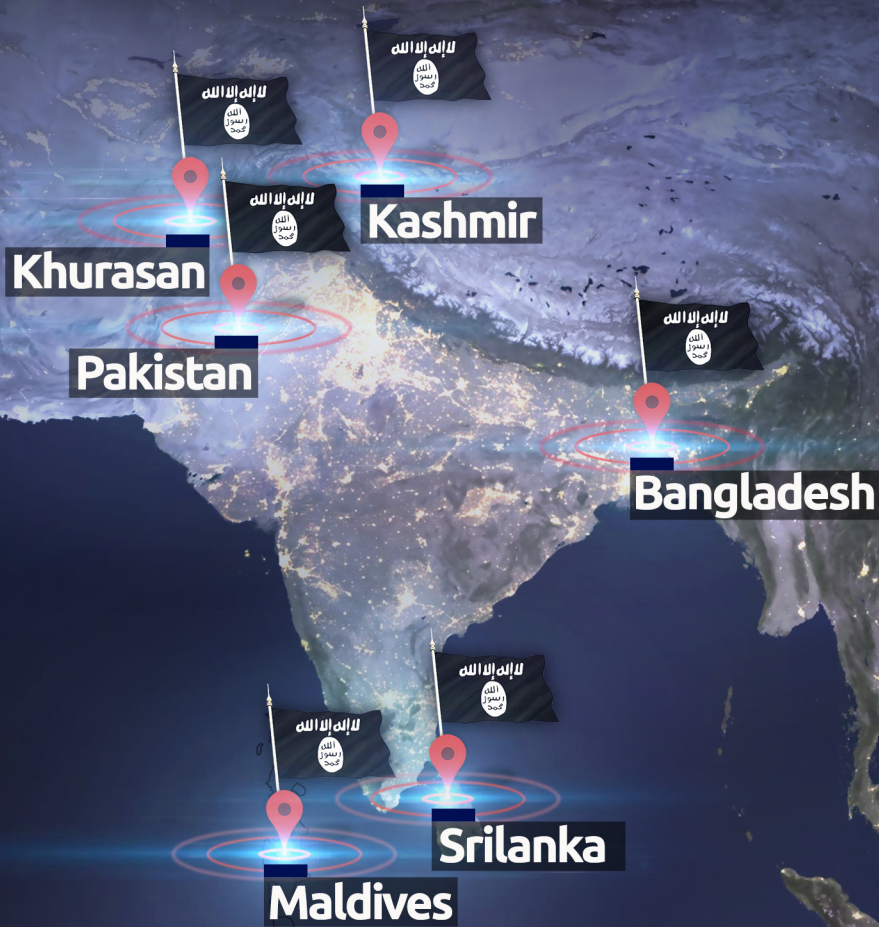 لا إله إلا الله
الله
رسول
محمد
Kashmir
لا إله إلا الله
الله
رسول
محمد
Khurasan
لا إله إلا الله
الله
رسول
محمد
Pakistan
لا إله إلا الله
الله
رسول
محمد
Bangladesh
لا إله إلا الله
الله
رسول
محمد
Srilanka
لا إله إلا الله
الله
رسول
محمد
Maldives